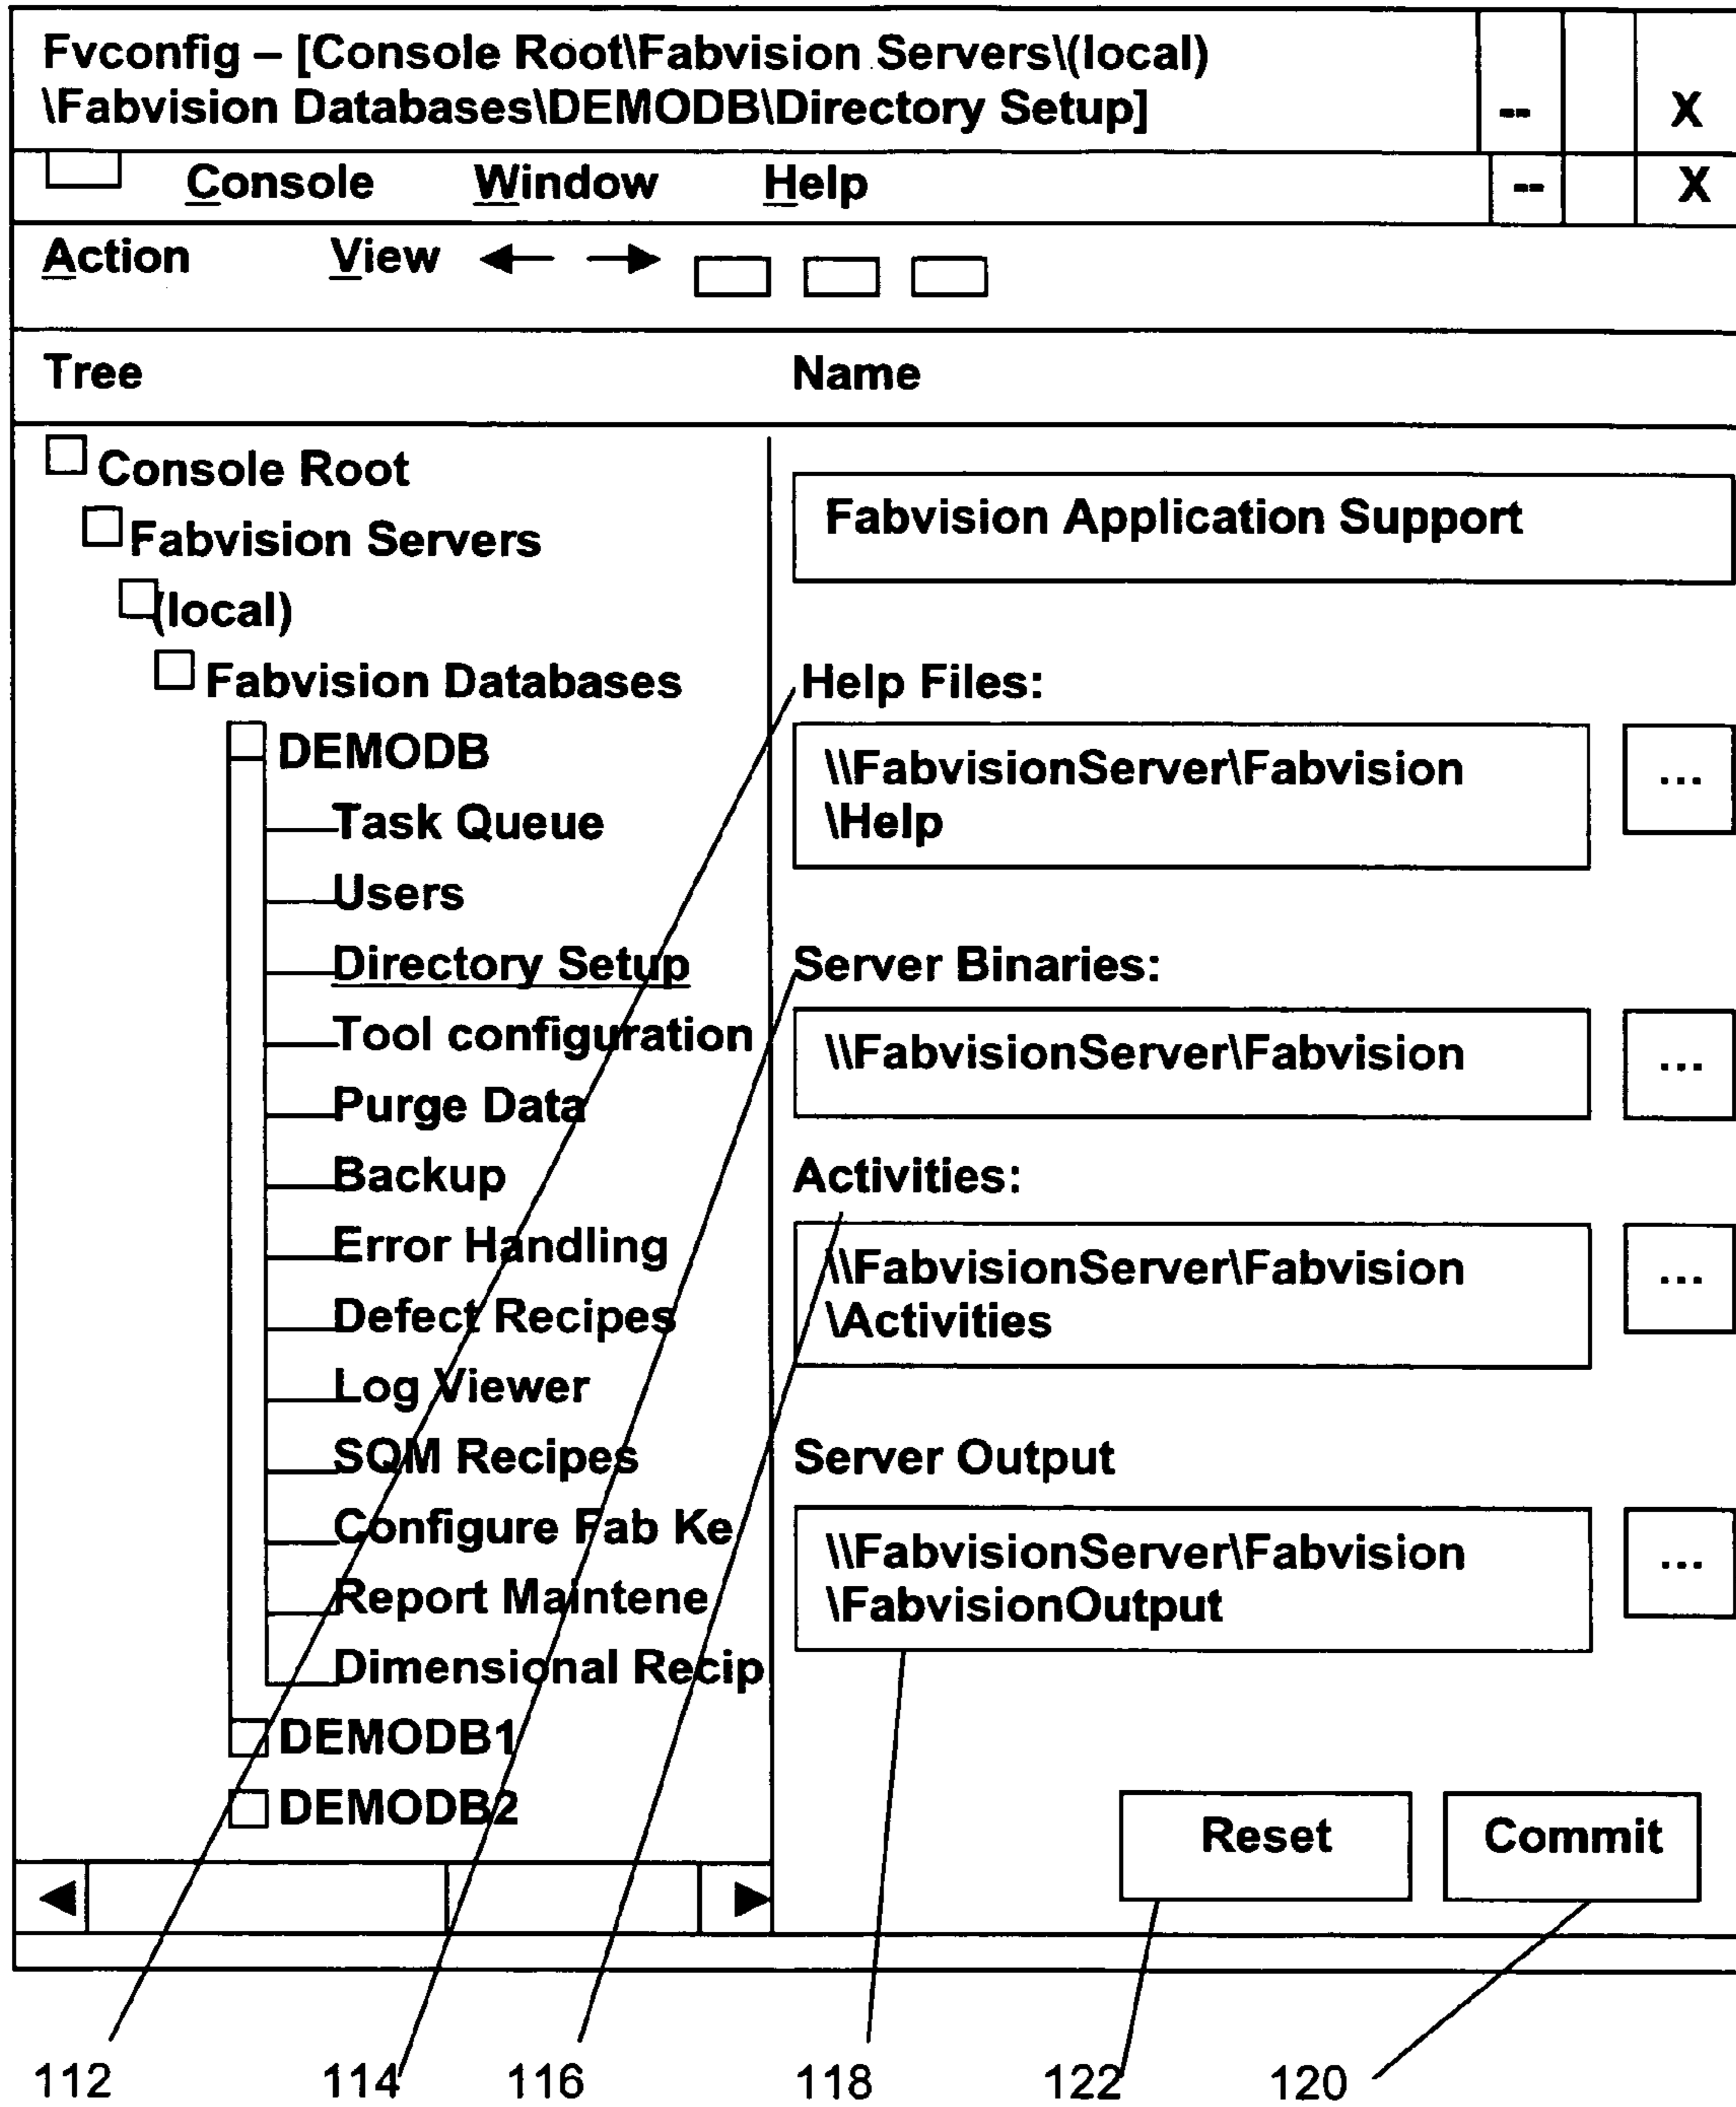 Fvconfig – [Console Root\Fabvision Servers\(local)
\Fabvision Databases\DEMODB\Directory Setup]
-- X
Console Window Help
-- X
Action View
Tree Name
Console Root
Fabvision Servers
(local)
Fabvision Databases
DEMODB
Task Queue
Users
Directory Setup
Tool configuration
Purge Data
Backup
Error Handling
Defect Recipes
Log Viewer
SQM Recipes
Configure Fab Ke
Report Maintene
Dimensional Recip
DEMODB1
DEMODB2
Fabvision Application Support
Help Files:
\\FabvisionServer\Fabvision
\Help
...
Server Binaries:
\\FabvisionServer\Fabvision
...
Activities:
\\FabvisionServer\Fabvision
\Activities
...
Server Output
\\FabvisionServer\Fabvision
\FabvisionOutput
...
Reset Commit
112 114 116 118 122 120